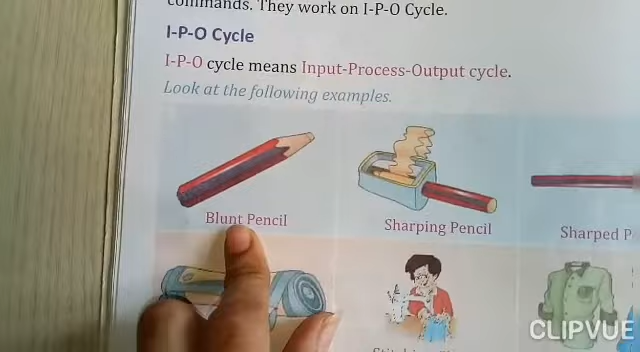 commands. They work on I-P-O Cycle.
I-P-O Cycle
I-P-O cycle means Input-Process-Output cycle.
Look at the following examples.
Blunt Pencil
Sharping Pencil
Sharped P
CLIPVUE